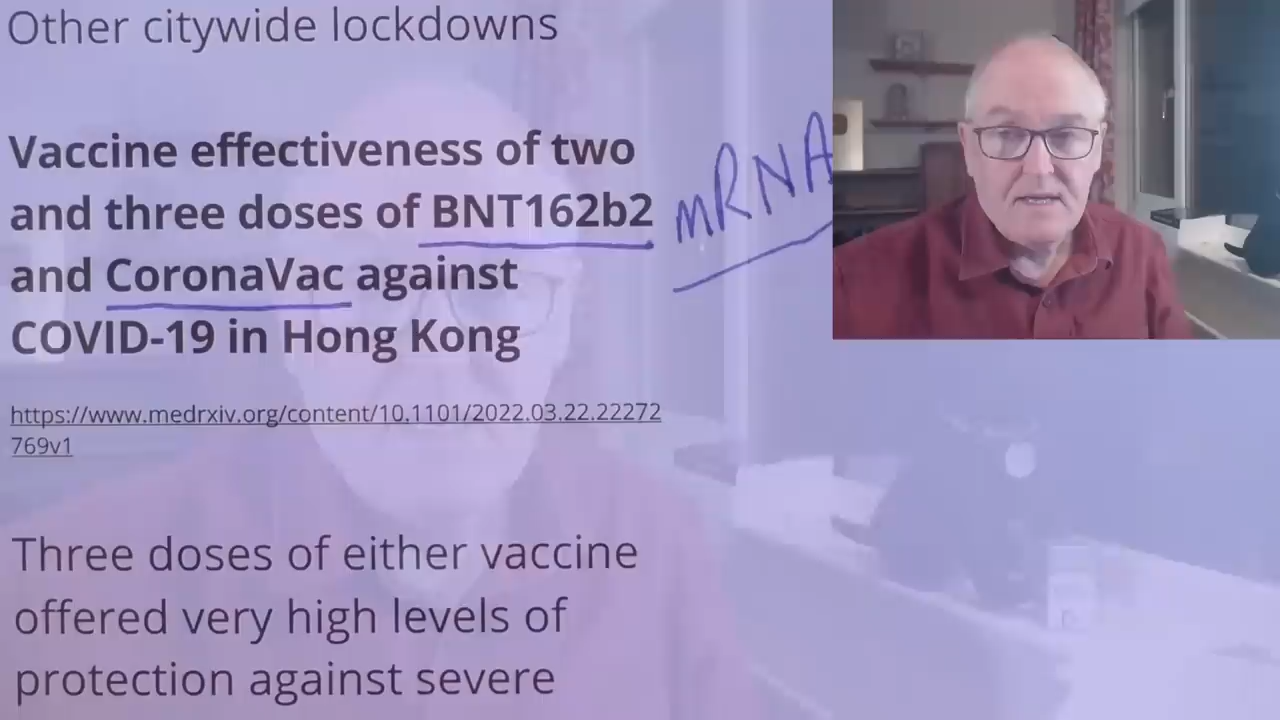 Other citywide lockdowns
Vaccine effectiveness of two
and three doses of BNT162b2
mRNA
and CoronaVac against
COVID-19 in Hong Kong
https://www.medrxiv.org/content/10.1101/2022.03.22.22272
769v1
Three doses of either vaccine
offered very high levels of
protection against severe